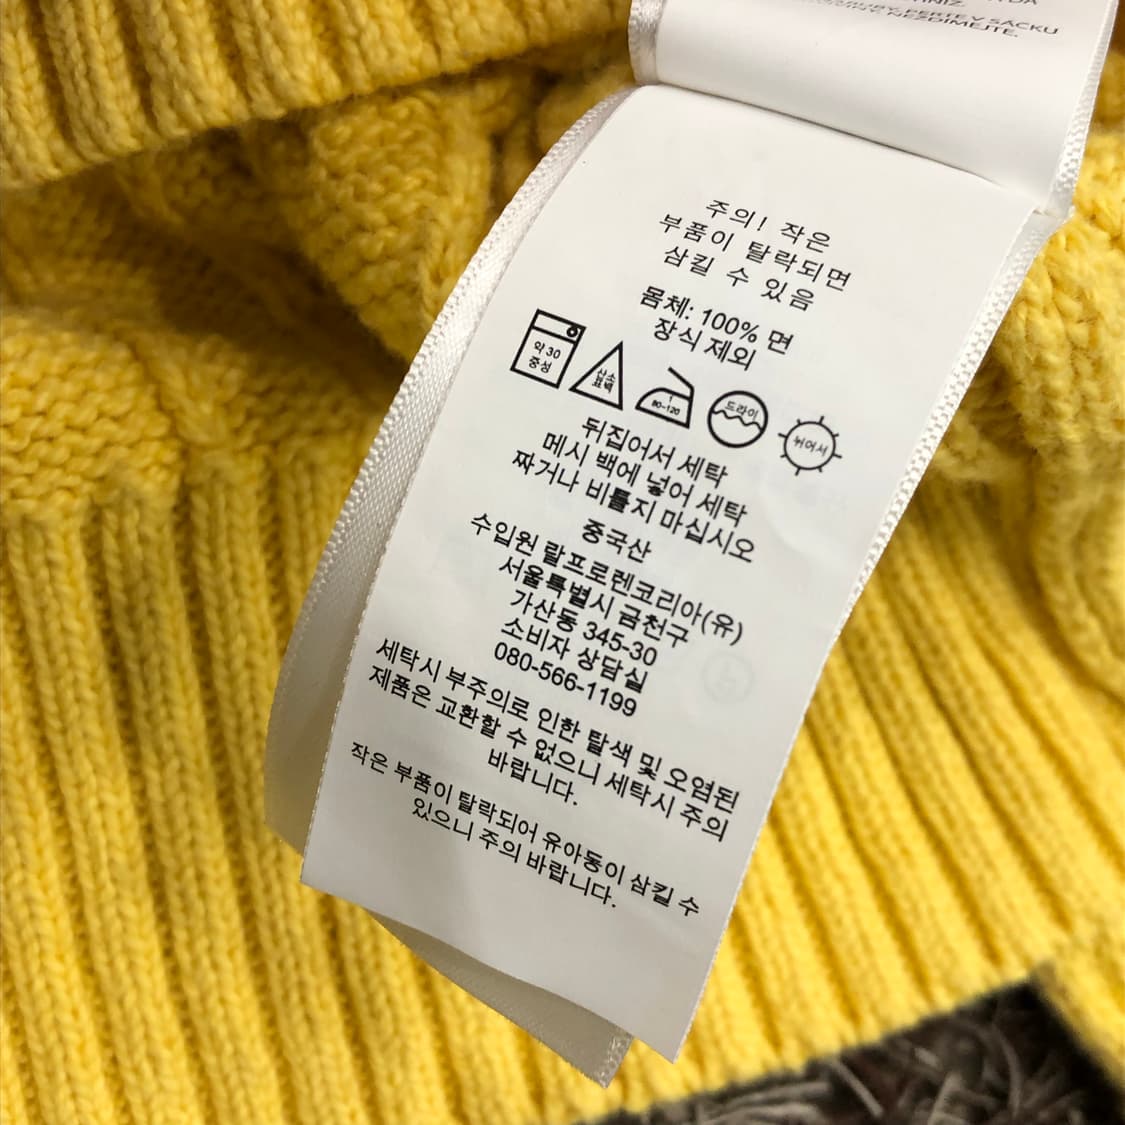 SÁCKU
NEŽDÍMEJTE.
주의! 작은
부품이 탈락되면
삼킬 수 있음
몸체: 100% 면
장식 제외
약 30
중성
산소
표백
1
80~120
드라이
뉘어서
뒤집어서 세탁
메시 백에 넣어 세탁
짜거나 비틀지 마십시오
중국산
수입원 랄프로렌코리아(유)
서울특별시 금천구
가산동 345-30
소비자 상담실
080-566-1199
세탁시 부주의로 인한 탈색 및 오염된
제품은 교환할 수 없으니 세탁시 주의
바랍니다.
작은 부품이 탈락되어 유아동이 삼킬 수
있으니 주의 바랍니다.